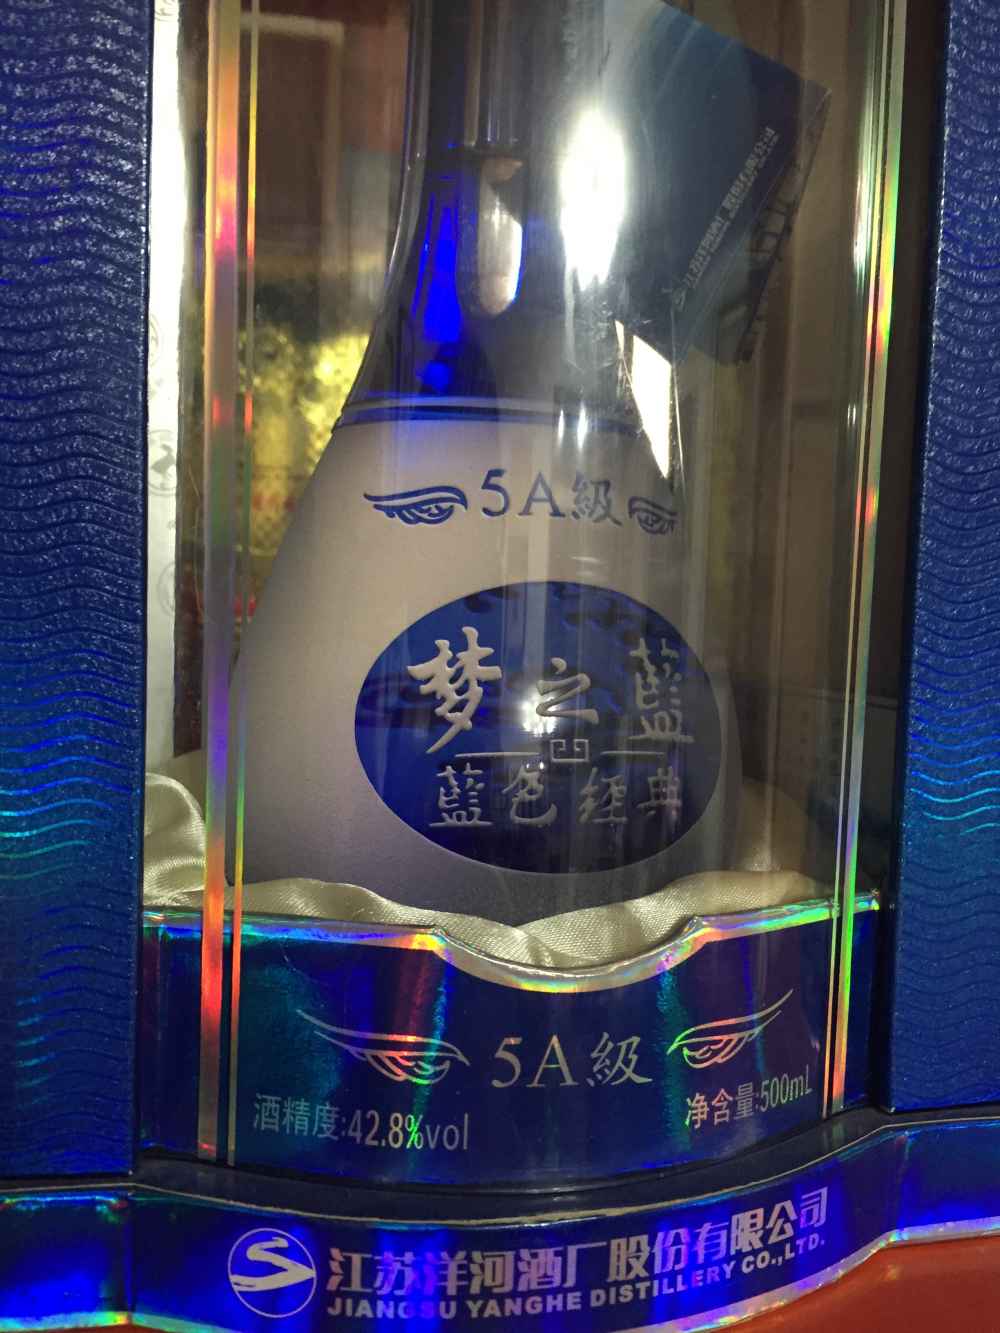 5A級
梦之藍
藍色經典
5A級
酒精度:42.8%vol
净含量:500mL
江苏洋河酒厂股份有限公司
JIANGSU YANGHE DISTILLERY CO.,LTD.